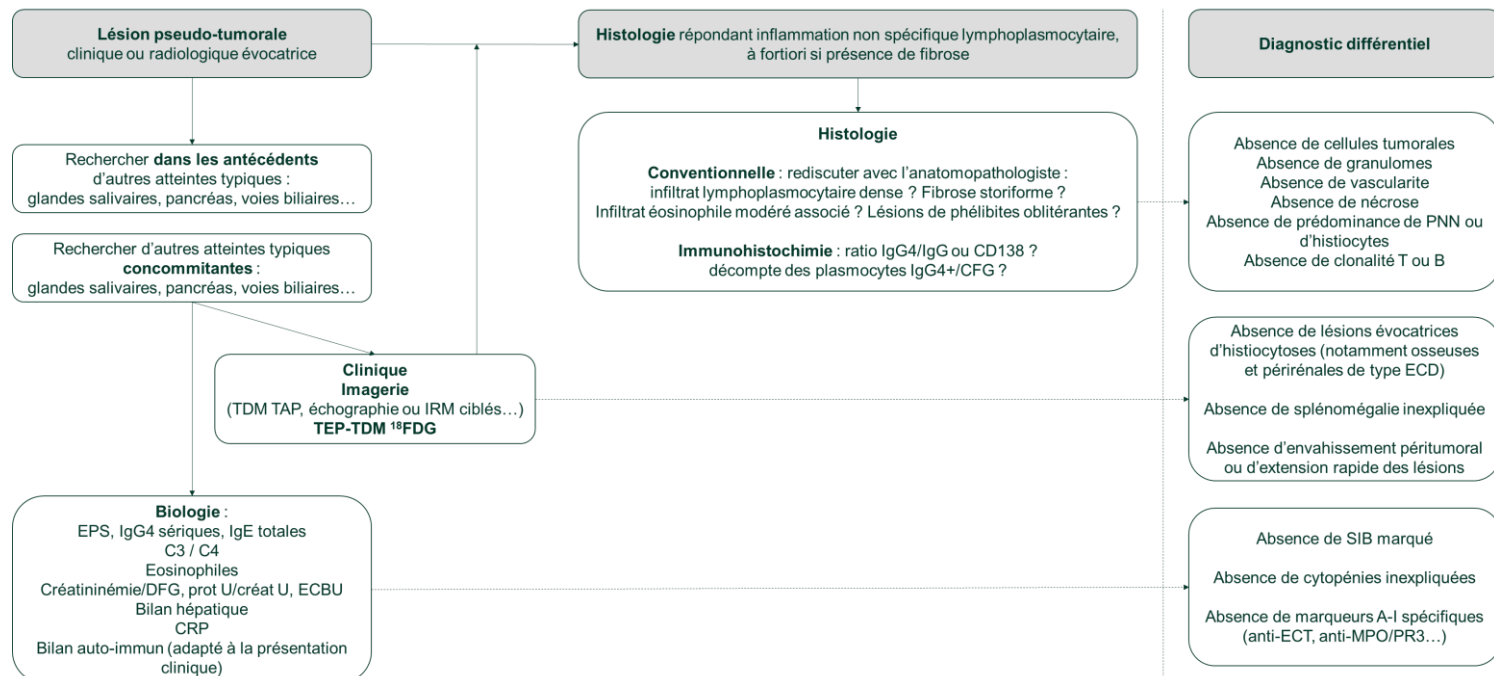 Lésion pseudo-tumorale
clinique ou radiologique évocatrice
Histologie répondant inflammation non spécifique lymphoplasmocytaire,
à fortiori si présence de fibrose
Diagnostic différentiel
Rechercher dans les antécédents
d'autres atteintes typiques :
glandes salivaires, pancréas, voies biliaires…
Rechercher d'autres atteintes typiques
concommitantes :
glandes salivaires, pancréas, voies biliaires…
Histologie
Conventionnelle : rediscuter avec l'anatomopathologiste :
infiltrat lymphoplasmocytaire dense ? Fibrose storiforme ?
Infiltrat éosinophile modéré associé ? Lésions de phélibites oblitérantes ?
Immunohistochimie : ratio IgG4/IgG ou CD138 ?
décompte des plasmocytes IgG4+/CFG ?
Absence de cellules tumorales
Absence de granulomes
Absence de vascularite
Absence de nécrose
Absence de prédominance de PNN ou
d'histiocytes
Absence de clonalité T ou B
Clinique
Imagerie
(TDM TAP, échographie ou IRM ciblés…)
TEP-TDM ¹⁸FDG
Absence de lésions évocatrices
d'histiocytoses (notamment osseuses
et périrénales de type ECD)
Absence de splénomégalie inexpliquée
Absence d'envahissement péritumoral
ou d'extension rapide des lésions
Biologie :
EPS, IgG4 sériques, IgE totales
C3 / C4
Eosinophiles
Créatininémie/DFG, prot U/créat U, ECBU
Bilan hépatique
CRP
Bilan auto-immun (adapté à la présentation
clinique)
Absence de SIB marqué
Absence de cytopénies inexpliquées
Absence de marqueurs A-I spécifiques
(anti-ECT, anti-MPO/PR3…)